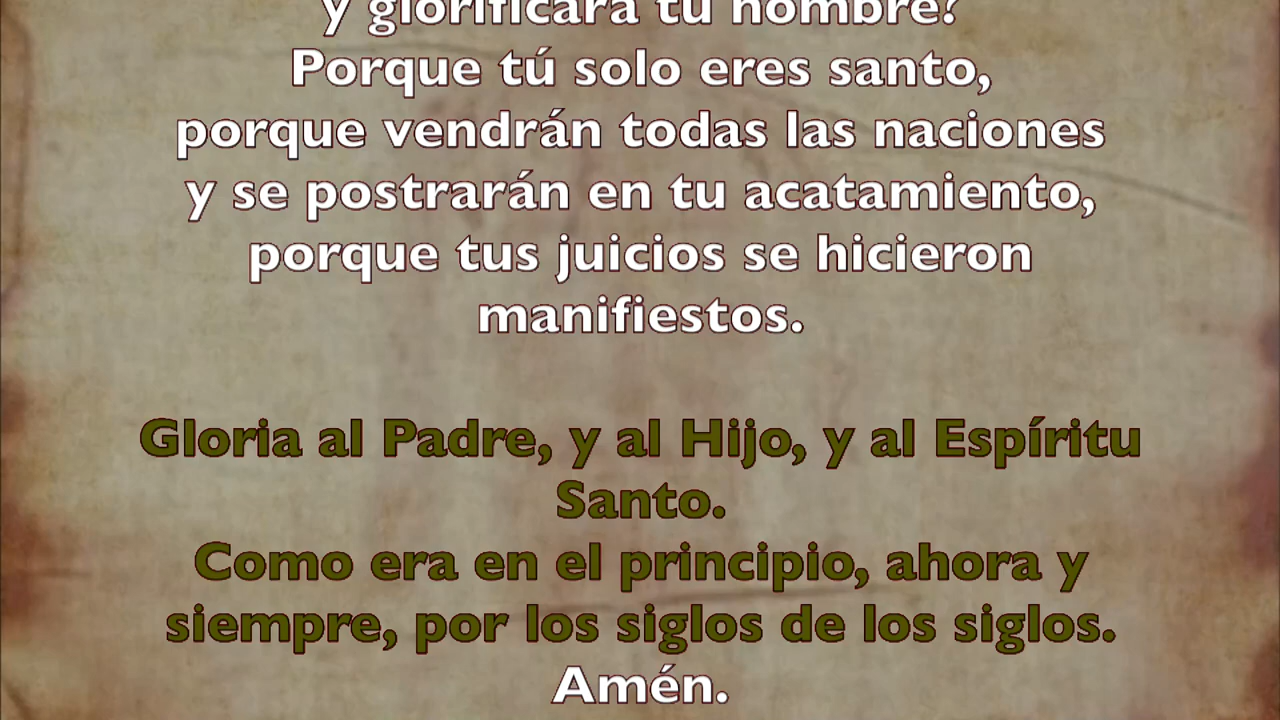 y glorificará tu nombre?
Porque tú solo eres santo,
porque vendrán todas las naciones
y se postrarán en tu acatamiento,
porque tus juicios se hicieron
manifiestos.
Gloria al Padre, y al Hijo, y al Espíritu
Santo.
Como era en el principio, ahora y
siempre, por los siglos de los siglos.
Amén.